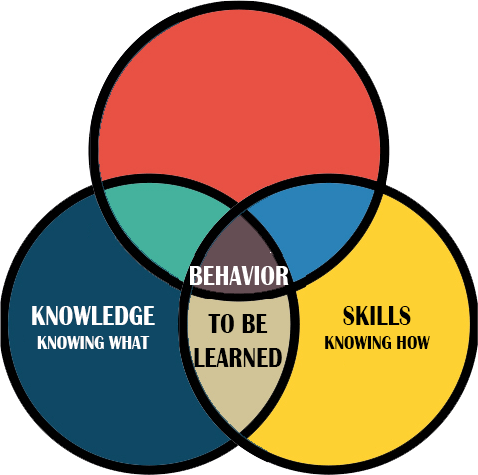 BEHAVIOR
KNOWLEDGE
KNOWING WHAT
TO BE
LEARNED
SKILLS
KNOWING HOW